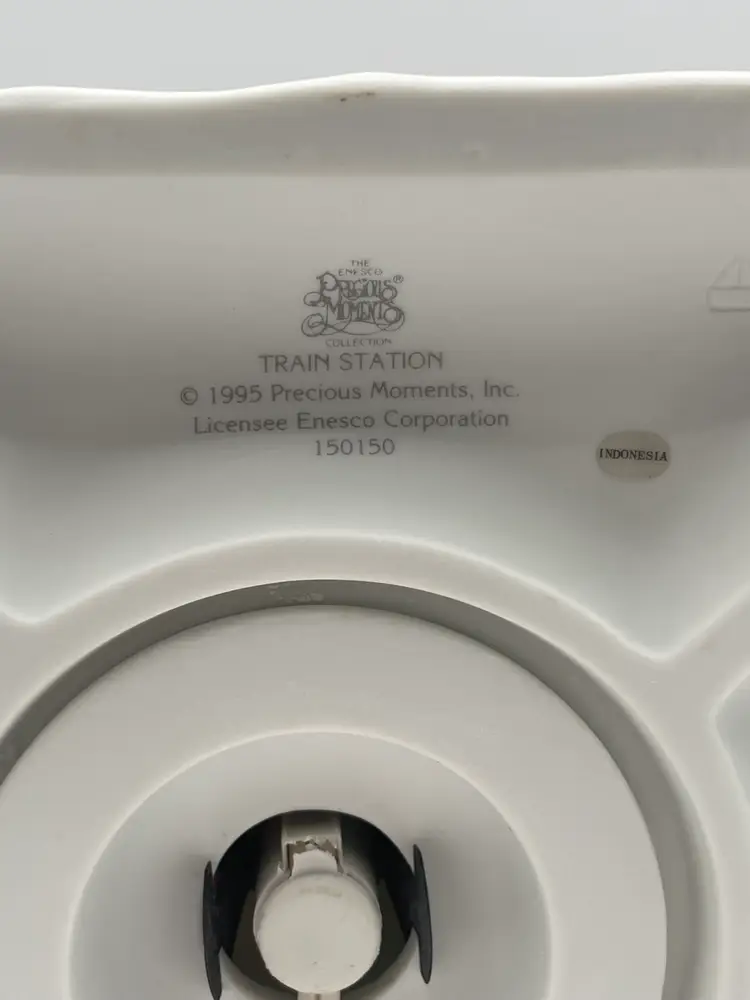 THE
ENESCO
PRECIOUS®
MOMENTS
COLLECTION
TRAIN STATION
© 1995 Precious Moments, Inc.
Licensee Enesco Corporation
150150
INDONESIA